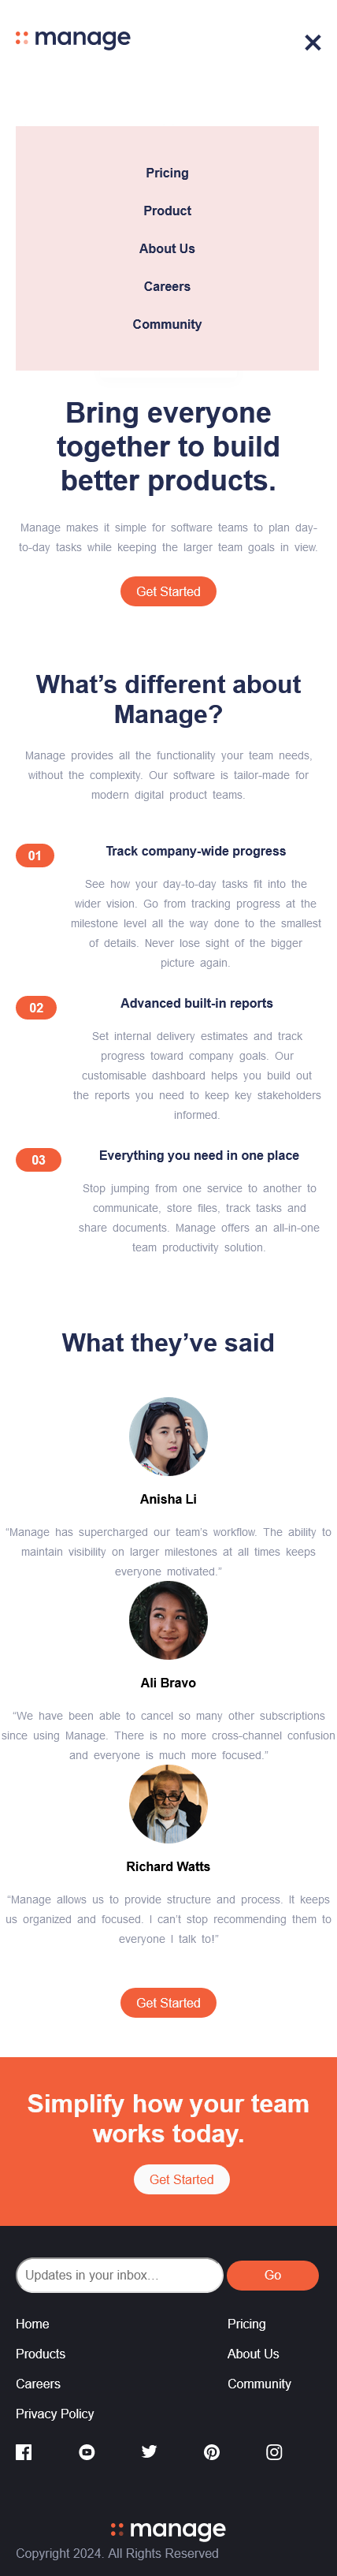 manage
Pricing
Product
About Us
Careers
Community
Bring everyone
together to build
better products.
Manage makes it simple for software teams to plan day-
to-day tasks while keeping the larger team goals in view.
Get Started
What’s different about
Manage?
Manage provides all the functionality your team needs,
without the complexity. Our software is tailor-made for
modern digital product teams.
01
Track company-wide progress
See how your day-to-day tasks fit into the
wider vision. Go from tracking progress at the
milestone level all the way done to the smallest
of details. Never lose sight of the bigger
picture again.
02
Advanced built-in reports
Set internal delivery estimates and track
progress toward company goals. Our
customisable dashboard helps you build out
the reports you need to keep key stakeholders
informed.
03
Everything you need in one place
Stop jumping from one service to another to
communicate, store files, track tasks and
share documents. Manage offers an all-in-one
team productivity solution.
What they’ve said
Anisha Li
“Manage has supercharged our team’s workflow. The ability to
maintain visibility on larger milestones at all times keeps
everyone motivated.”
Ali Bravo
“We have been able to cancel so many other subscriptions
since using Manage. There is no more cross-channel confusion
and everyone is much more focused.”
Richard Watts
“Manage allows us to provide structure and process. It keeps
us organized and focused. I can’t stop recommending them to
everyone I talk to!”
Get Started
Simplify how your team
works today.
Get Started
Updates in your inbox…
Go
Home
Products
Careers
Privacy Policy
Pricing
About Us
Community
manage
Copyright 2024. All Rights Reserved